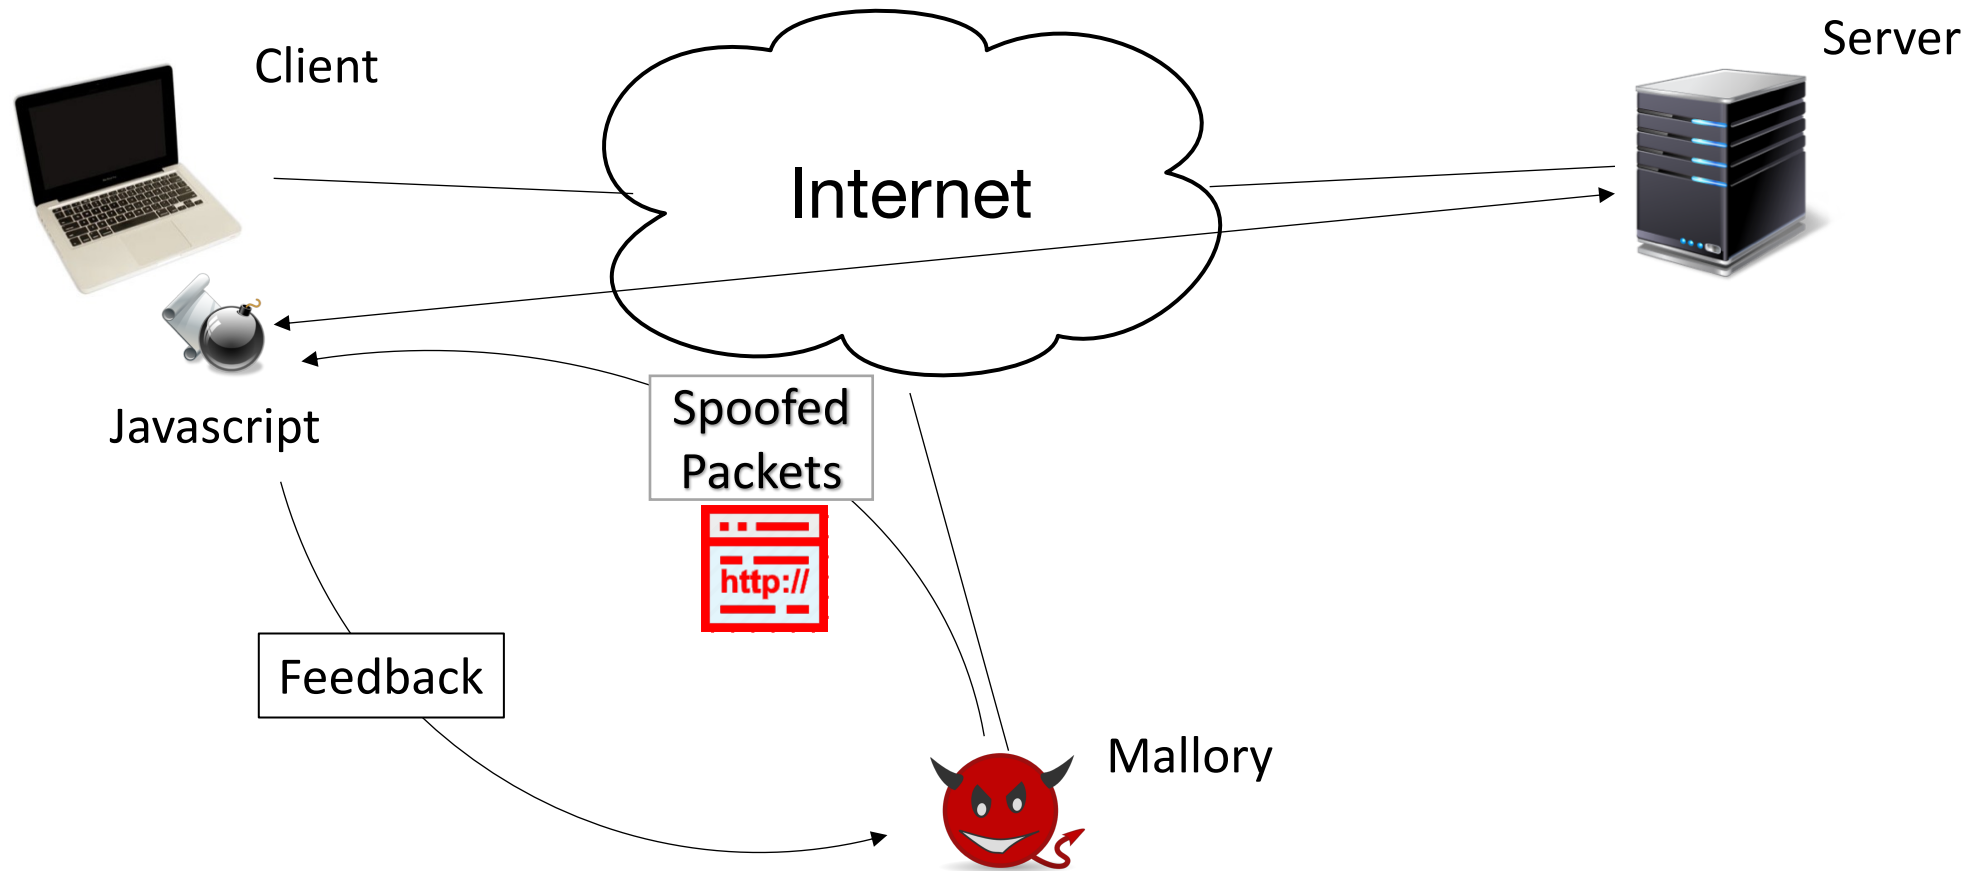 Client
Server
Internet
Javascript
Spoofed
Packets
http://
Feedback
Mallory